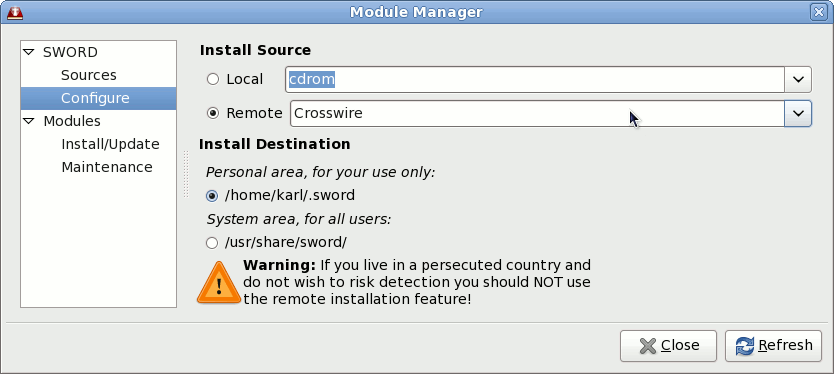 Module Manager
SWORD
Sources
Configure
Modules
Install/Update
Maintenance
Install Source
Local cdrom
Remote Crosswire
Install Destination
Personal area, for your use only:
/home/karl/.sword
System area, for all users:
/usr/share/sword/
Warning: If you live in a persecuted country and
do not wish to risk detection you should NOT use
the remote installation feature!
Close Refresh